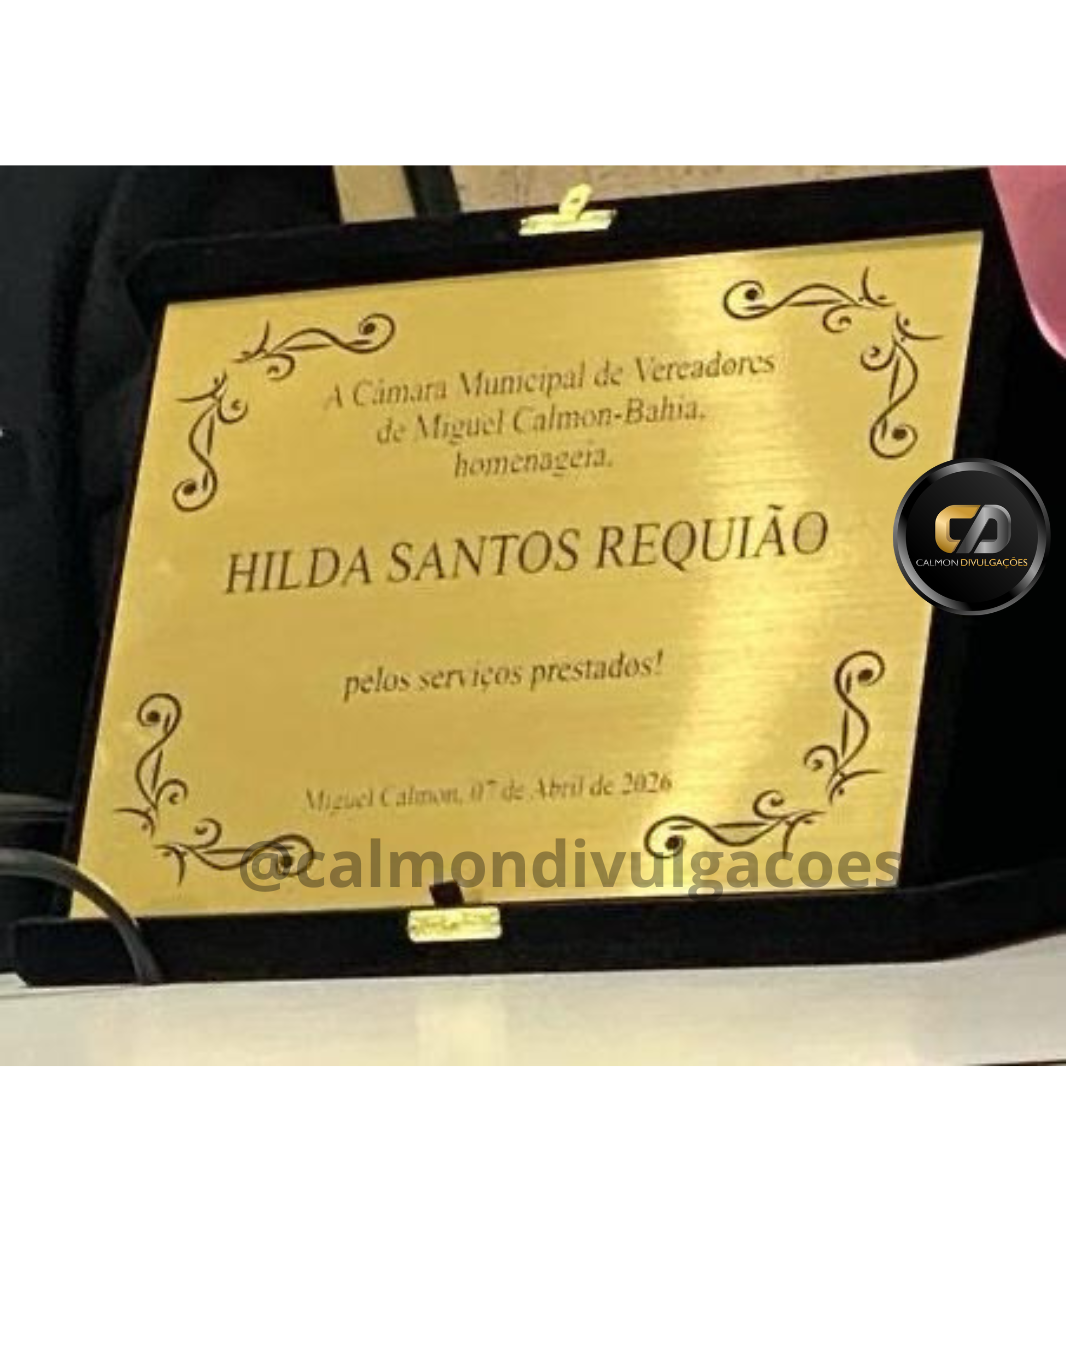 A Câmara Municipal de Vereadores
de Miguel Calmon-Bahia,
homenageia,
HILDA SANTOS REQUIÃO
CALMON DIVULGAÇÕES
pelos serviços prestados!
Miguel Calmon, 07 de Abril de 2026
@calmondivulgacoes